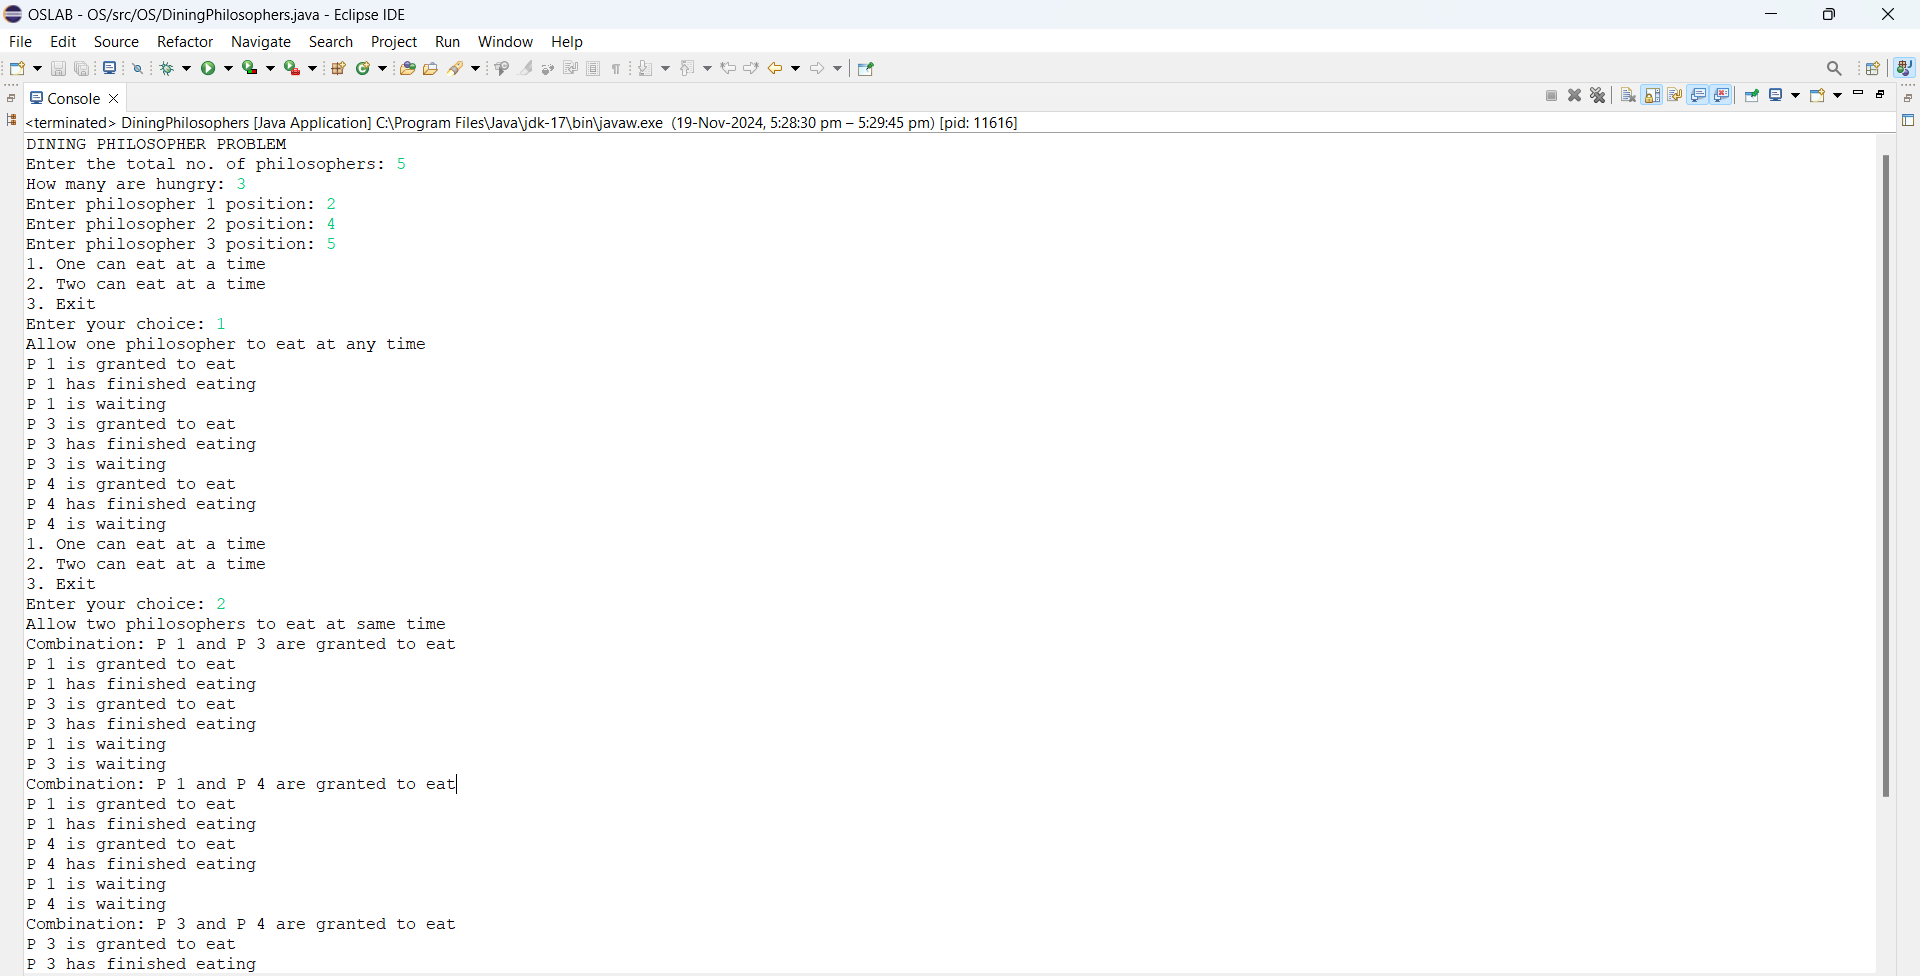 OSLAB - OS/src/OS/DiningPhilosophers.java - Eclipse IDE
File Edit Source Refactor Navigate Search Project Run Window Help
Console
<terminated> DiningPhilosophers [Java Application] C:\Program Files\Java\jdk-17\bin\javaw.exe (19-Nov-2024, 5:28:30 pm – 5:29:45 pm) [pid: 11616]
DINING PHILOSOPHER PROBLEM
Enter the total no. of philosophers: 5
How many are hungry: 3
Enter philosopher 1 position: 2
Enter philosopher 2 position: 4
Enter philosopher 3 position: 5
1. One can eat at a time
2. Two can eat at a time
3. Exit
Enter your choice: 1
Allow one philosopher to eat at any time
P 1 is granted to eat
P 1 has finished eating
P 1 is waiting
P 3 is granted to eat
P 3 has finished eating
P 3 is waiting
P 4 is granted to eat
P 4 has finished eating
P 4 is waiting
1. One can eat at a time
2. Two can eat at a time
3. Exit
Enter your choice: 2
Allow two philosophers to eat at same time
Combination: P 1 and P 3 are granted to eat
P 1 is granted to eat
P 1 has finished eating
P 3 is granted to eat
P 3 has finished eating
P 1 is waiting
P 3 is waiting
Combination: P 1 and P 4 are granted to eat
P 1 is granted to eat
P 1 has finished eating
P 4 is granted to eat
P 4 has finished eating
P 1 is waiting
P 4 is waiting
Combination: P 3 and P 4 are granted to eat
P 3 is granted to eat
P 3 has finished eating